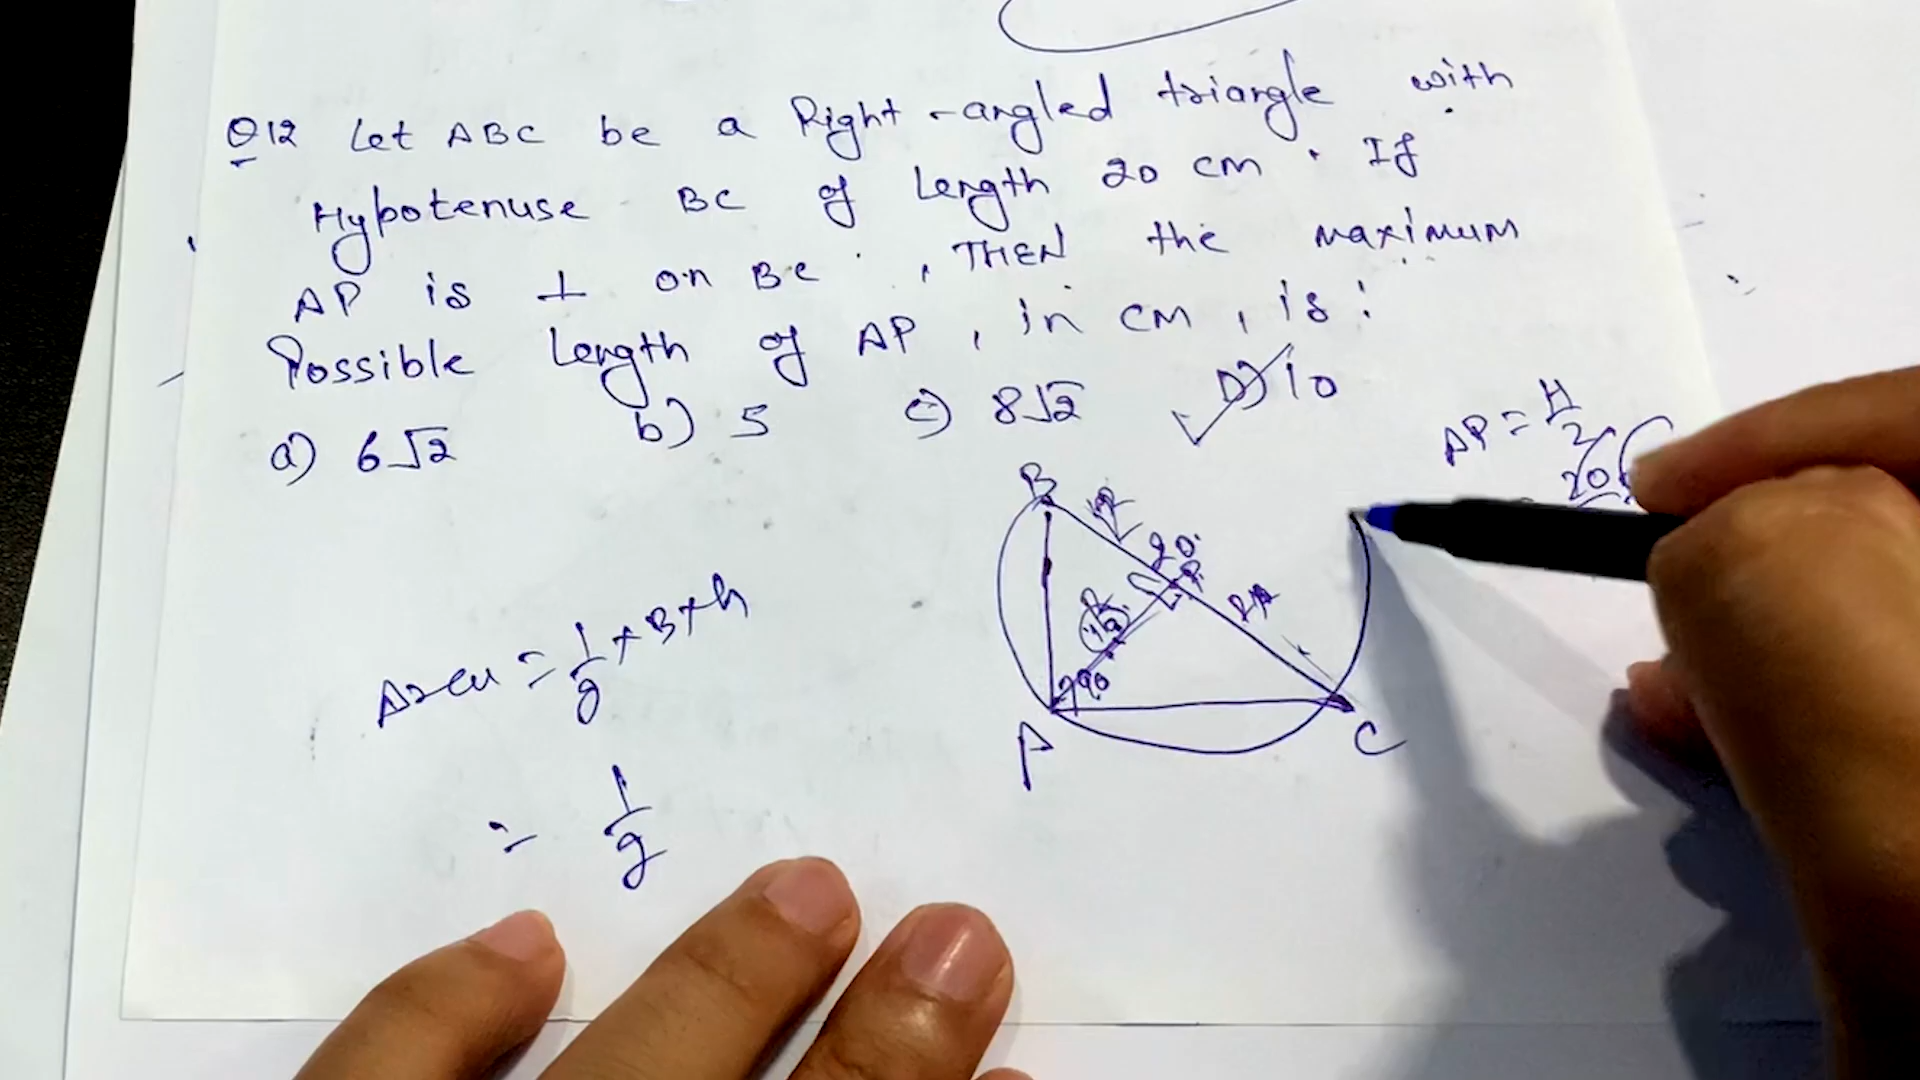 Q12 Let ABC be a Right-angled triangle with
Hypotenuse BC of Length 20 cm. If
AP is ⊥ on BC, THEN the maximum
Possible Length of AP, in cm, is:
a) 6√2 b) 5 c) 8√2 D) 10
AP = H/2
20
B
20
P
90
A
C
Area = 1/2 × B × h
= 1/2